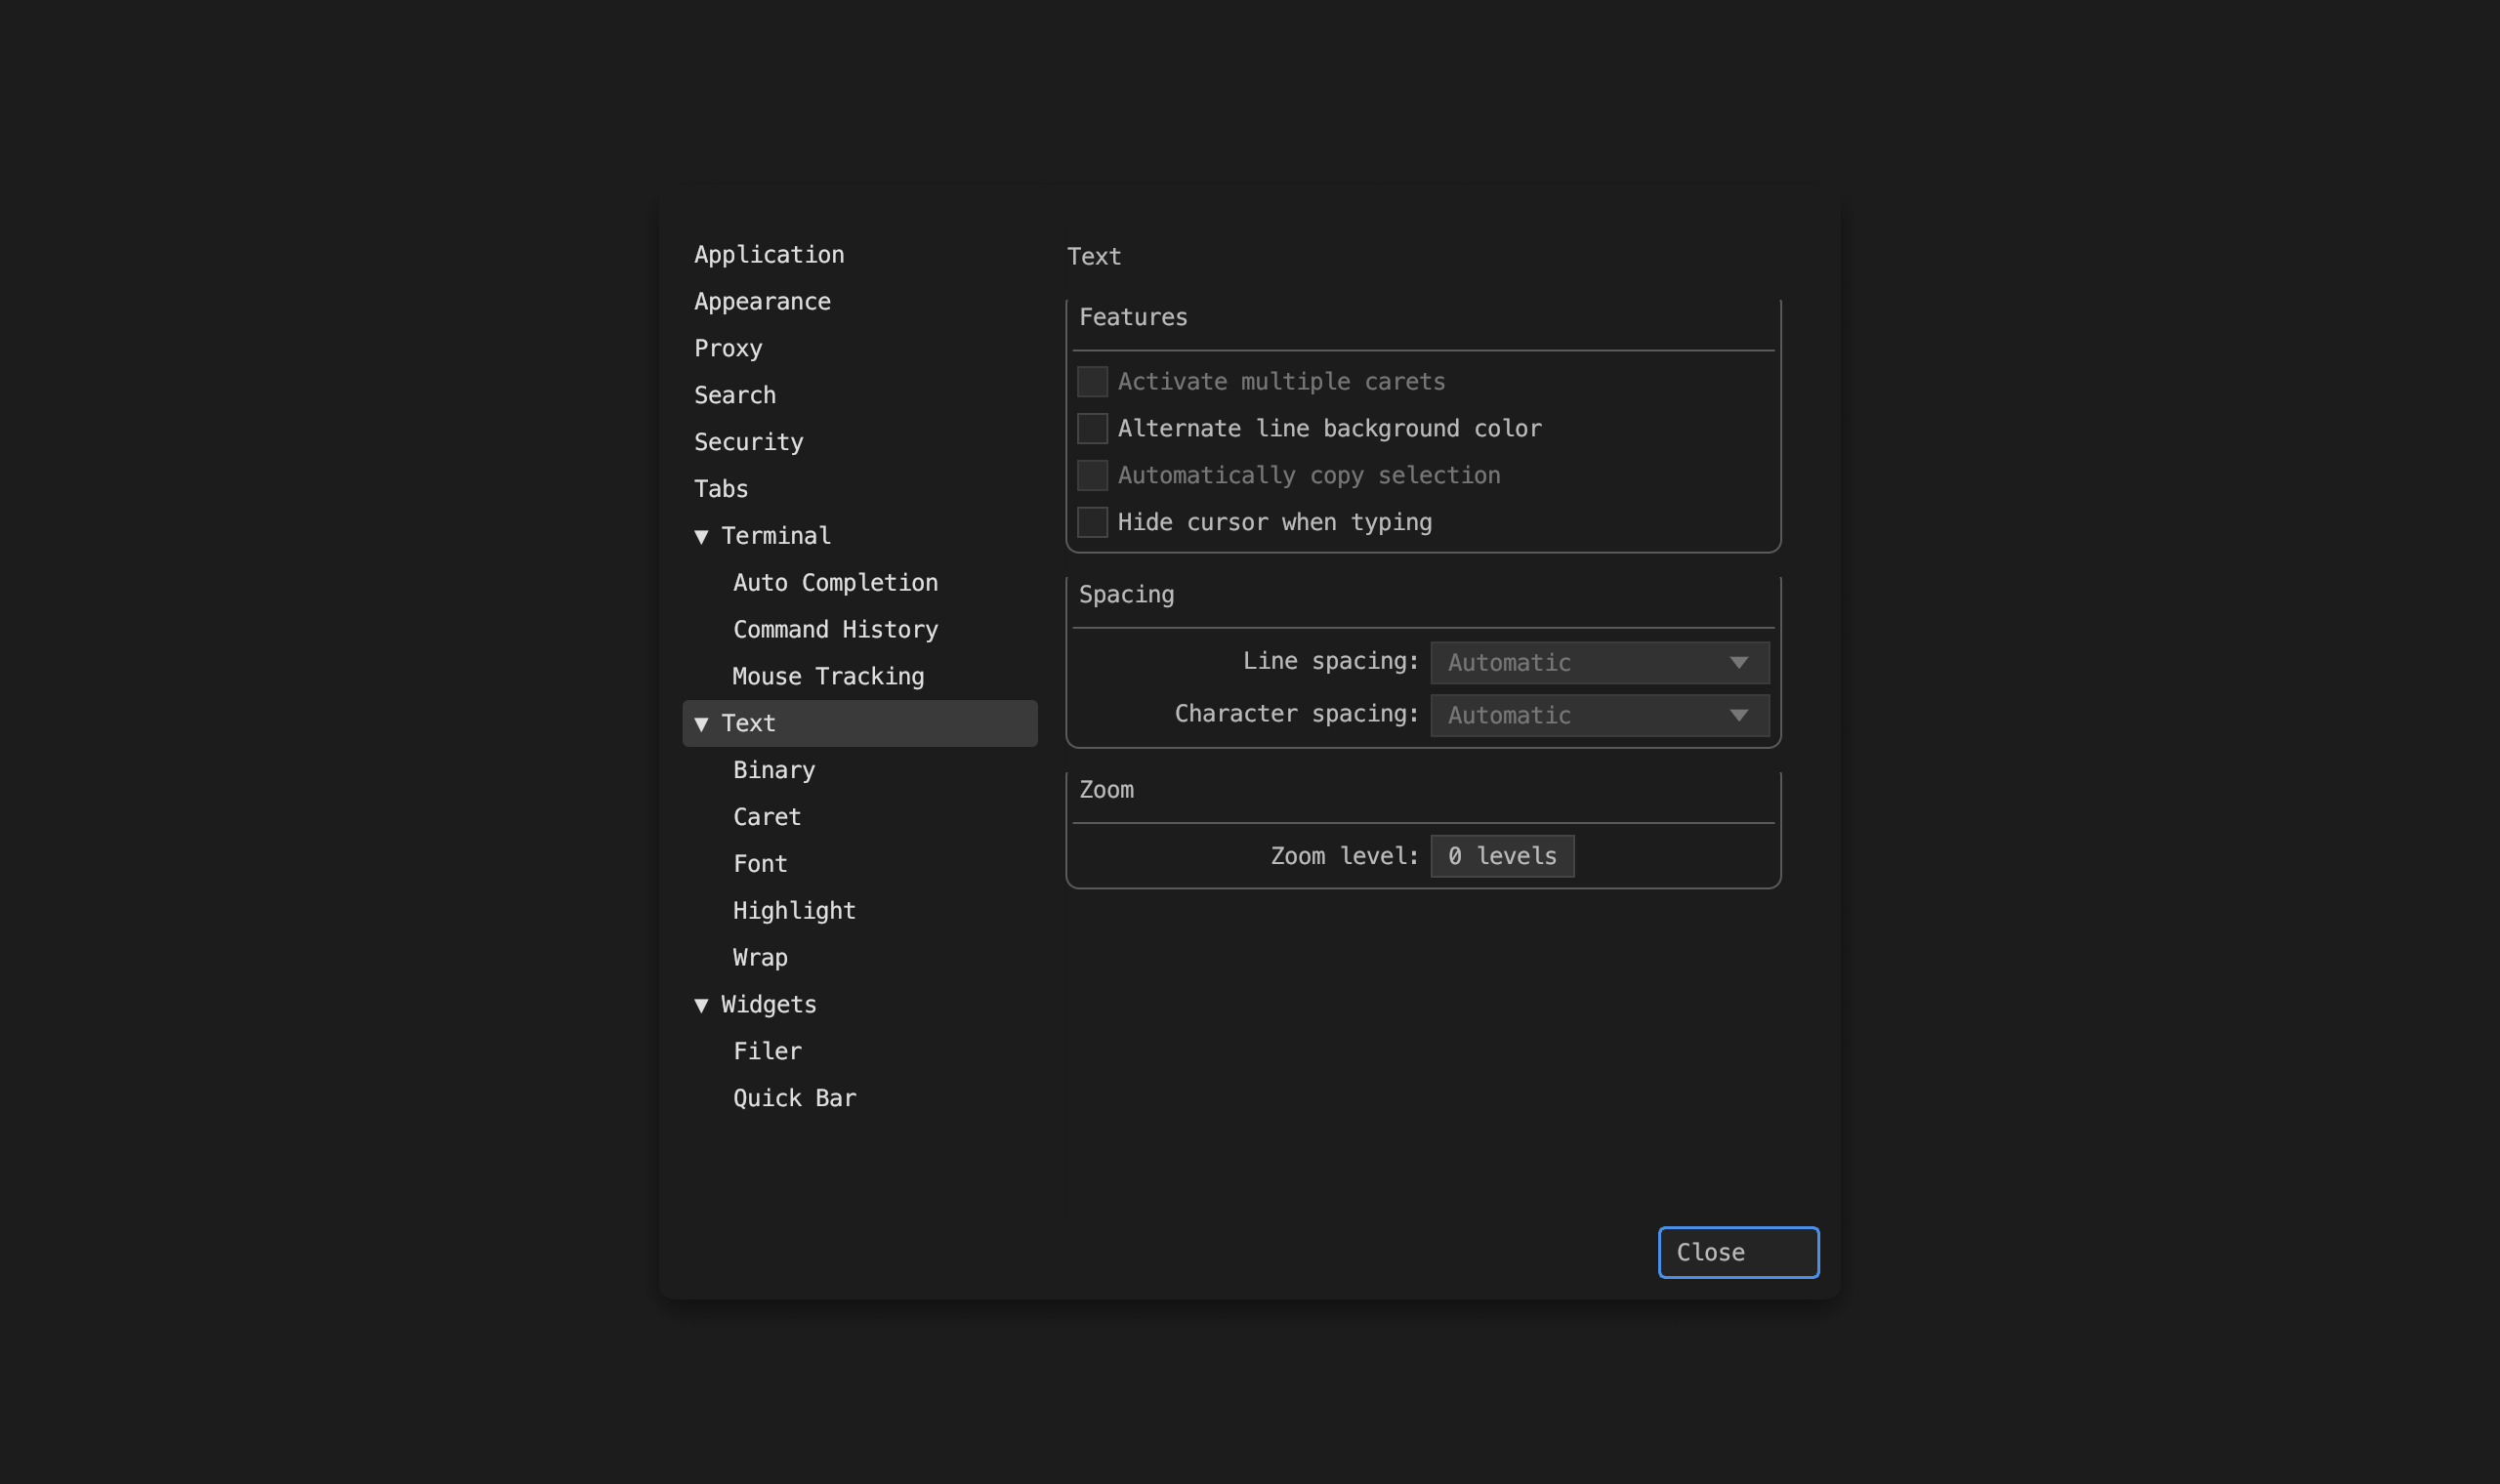 Application
Appearance
Proxy
Search
Security
Tabs
▼ Terminal
Auto Completion
Command History
Mouse Tracking
▼ Text
Binary
Caret
Font
Highlight
Wrap
▼ Widgets
Filer
Quick Bar
Text
Features
Activate multiple carets
Alternate line background color
Automatically copy selection
Hide cursor when typing
Spacing
Line spacing: Automatic
Character spacing: Automatic
Zoom
Zoom level: 0 levels
Close